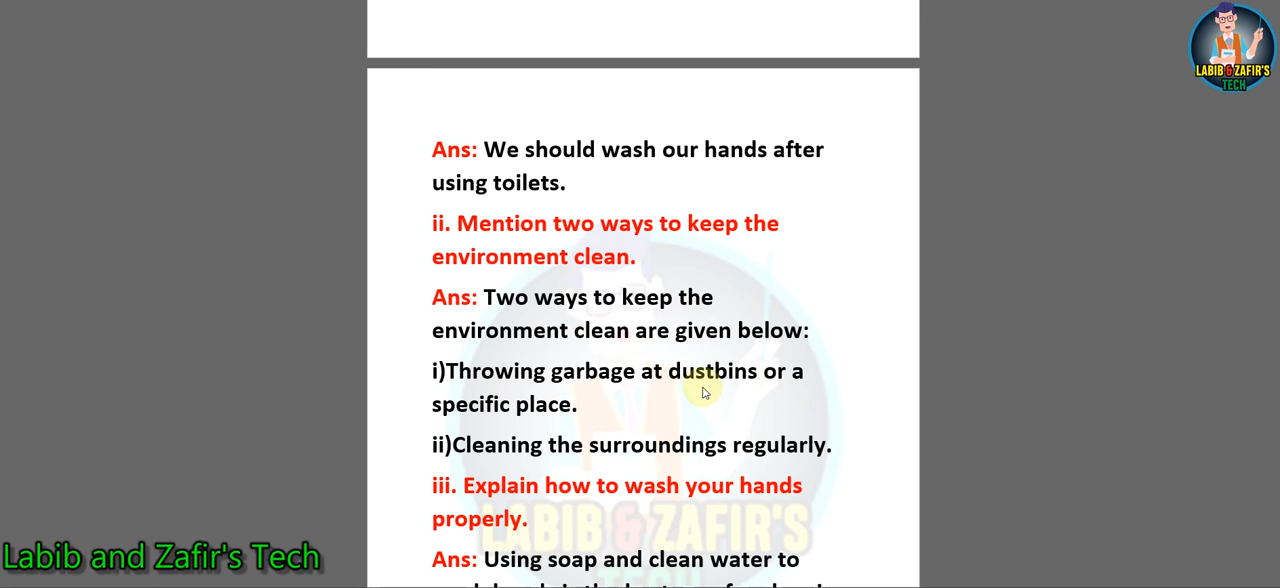 LABIB & ZAFIR'S
TECH
Ans: We should wash our hands after
using toilets.
ii. Mention two ways to keep the
environment clean.
Ans: Two ways to keep the
environment clean are given below:
i)Throwing garbage at dustbins or a
specific place.
ii)Cleaning the surroundings regularly.
iii. Explain how to wash your hands
properly.
LABIB & ZAFIR'S
Ans: Using soap and clean water to
Labib and Zafir's Tech